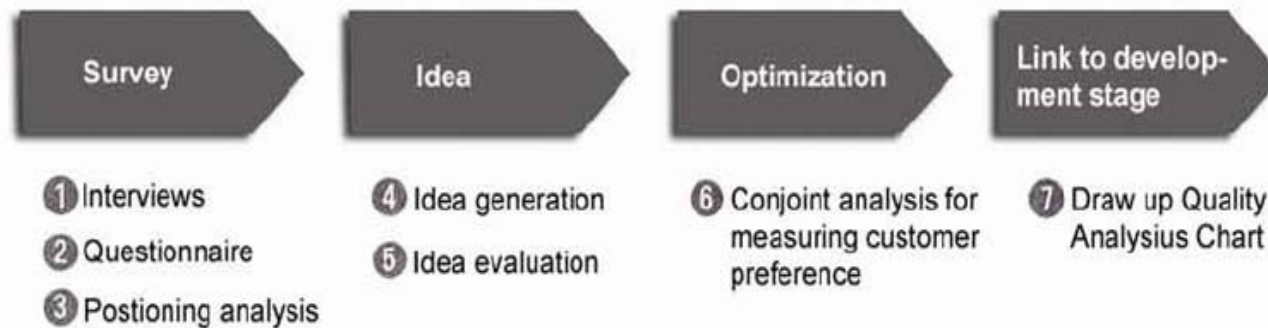 Survey
Idea
Optimization
Link to develop-
ment stage
1 Interviews
2 Questionnaire
3 Postioning analysis
4 Idea generation
5 Idea evaluation
6 Conjoint analysis for
measuring customer
preference
7 Draw up Quality
Analysius Chart